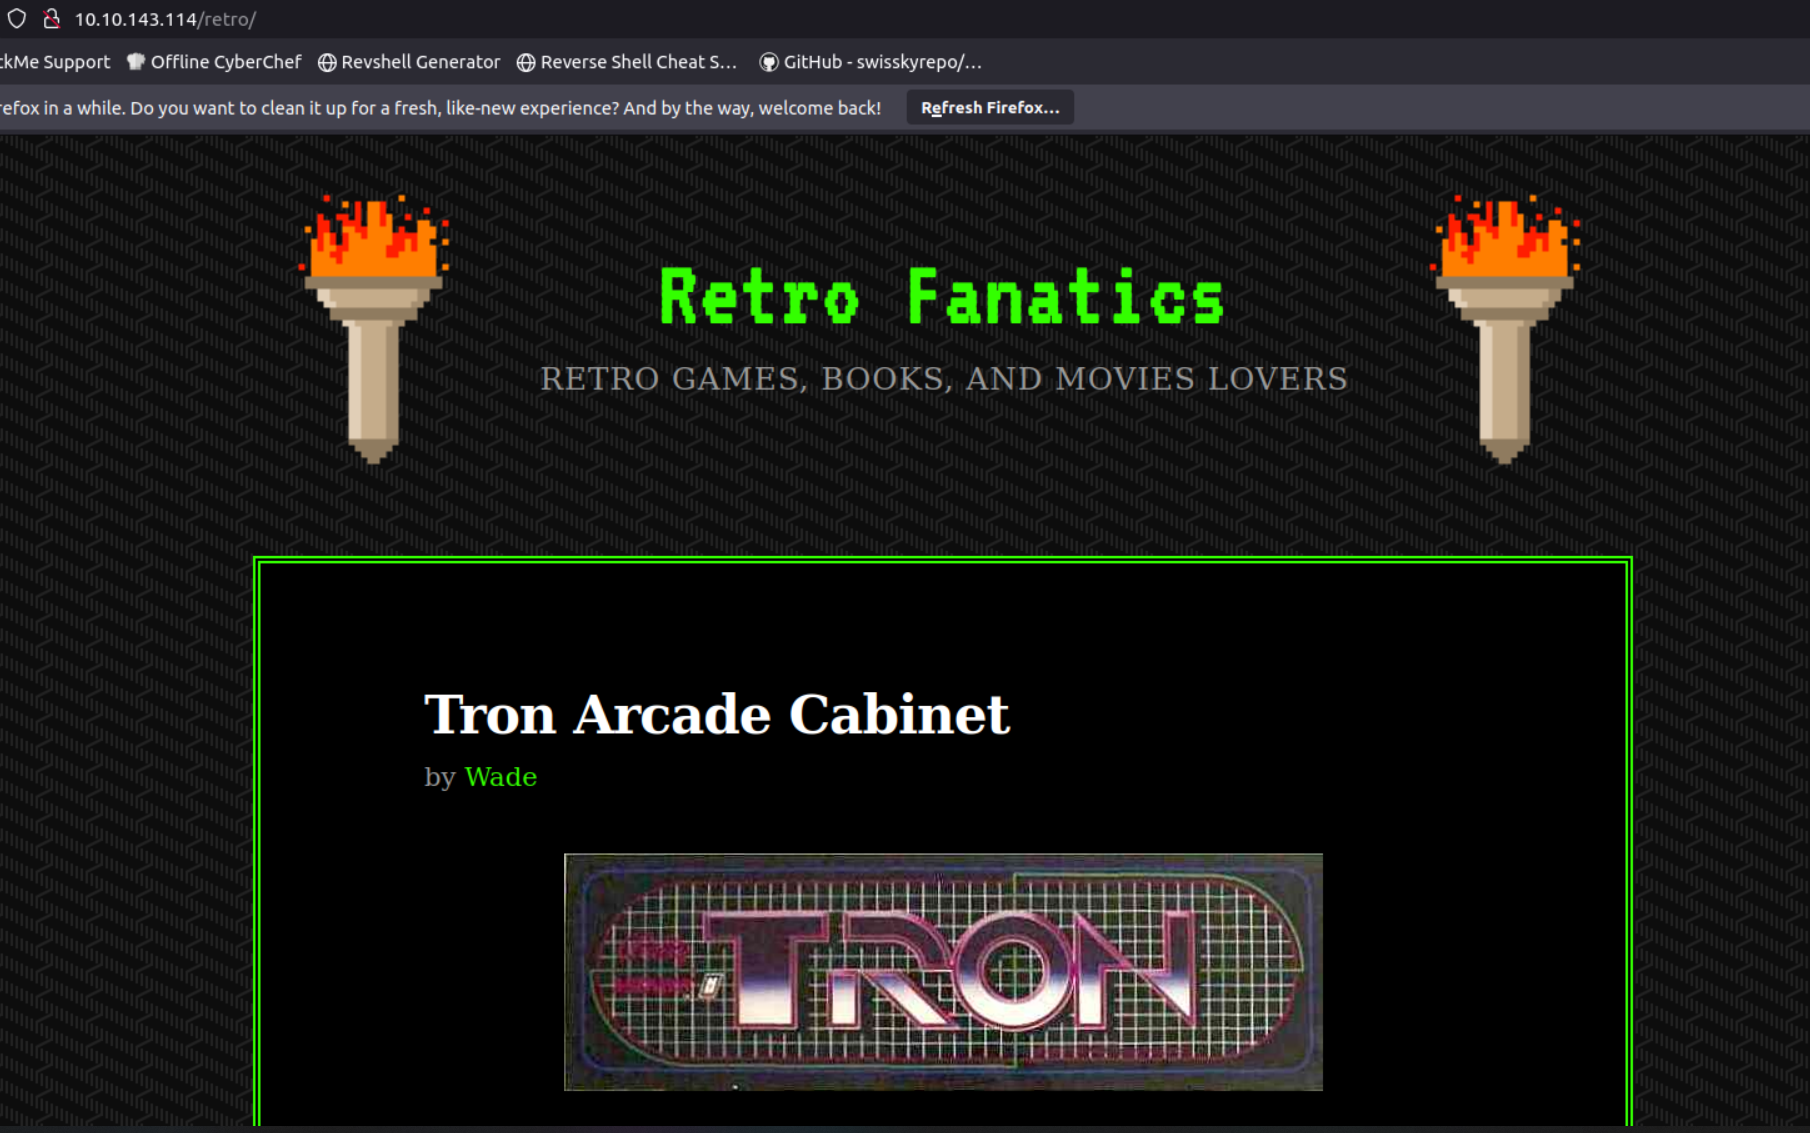 10.10.143.114/retro/
ckMe Support Offline CyberChef Revshell Generator Reverse Shell Cheat S... GitHub - swisskyrepo/...
refox in a while. Do you want to clean it up for a fresh, like-new experience? And by the way, welcome back! Refresh Firefox...
Retro Fanatics
RETRO GAMES, BOOKS, AND MOVIES LOVERS
Tron Arcade Cabinet
by Wade
TRON